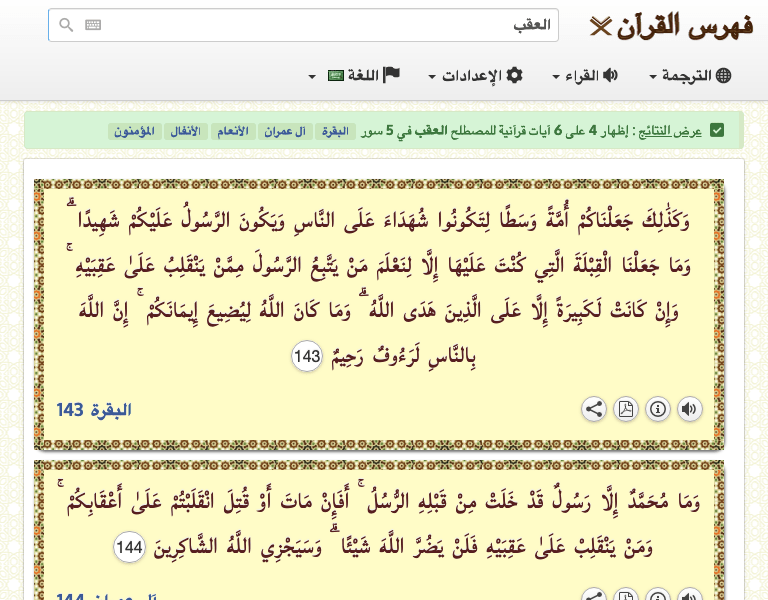 فهرس القرآن
العقب
الترجمة القراء الإعدادات اللغة
عرض النتائج : إظهار 4 على 6 آيات قرآنية للمصطلح العقب في 5 سور البقرة آل عمران الأنعام الأنفال المؤمنون
وَكَذَٰلِكَ جَعَلْنَاكُمْ أُمَّةً وَسَطًا لِتَكُونُوا شُهَدَاءَ عَلَى النَّاسِ وَيَكُونَ الرَّسُولُ عَلَيْكُمْ شَهِيدًا ۗ
وَمَا جَعَلْنَا الْقِبْلَةَ الَّتِي كُنْتَ عَلَيْهَا إِلَّا لِنَعْلَمَ مَنْ يَتَّبِعُ الرَّسُولَ مِمَّنْ يَنْقَلِبُ عَلَىٰ عَقِبَيْهِ ۚ
وَإِنْ كَانَتْ لَكَبِيرَةً إِلَّا عَلَى الَّذِينَ هَدَى اللَّهُ ۗ وَمَا كَانَ اللَّهُ لِيُضِيعَ إِيمَانَكُمْ ۚ إِنَّ اللَّهَ
بِالنَّاسِ لَرَءُوفٌ رَحِيمٌ 143
البقرة 143
وَمَا مُحَمَّدٌ إِلَّا رَسُولٌ قَدْ خَلَتْ مِنْ قَبْلِهِ الرُّسُلُ ۚ أَفَإِنْ مَاتَ أَوْ قُتِلَ انْقَلَبْتُمْ عَلَىٰ أَعْقَابِكُمْ ۚ
وَمَنْ يَنْقَلِبْ عَلَىٰ عَقِبَيْهِ فَلَنْ يَضُرَّ اللَّهَ شَيْئًا ۗ وَسَيَجْزِي اللَّهُ الشَّاكِرِينَ 144
آل عمران 144